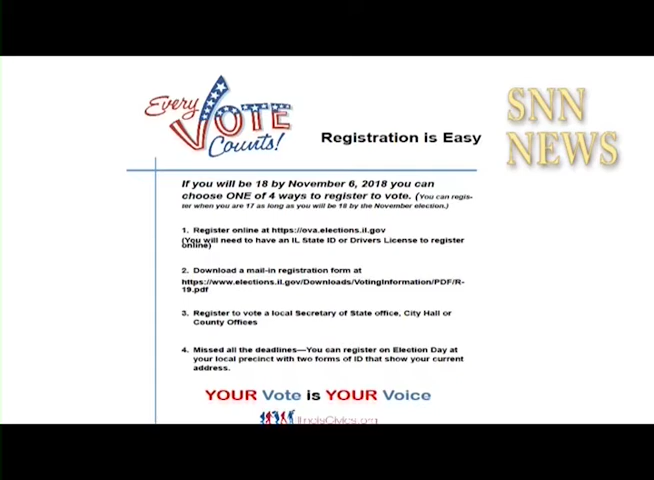 Every VOTE Counts!
Registration is Easy
SNN
NEWS
If you will be 18 by November 6, 2018 you can
choose ONE of 4 ways to register to vote. (You can regis-
ter when you are 17 as long as you will be 18 by the November election.)
1. Register online at https://ova.elections.il.gov
(You will need to have an IL State ID or Drivers License to register
online)
2. Download a mail-in registration form at
https://www.elections.il.gov/Downloads/VotingInformation/PDF/R-
19.pdf
3. Register to vote a local Secretary of State office, City Hall or
County Offices
4. Missed all the deadlines—You can register on Election Day at
your local precinct with two forms of ID that show your current
address.
YOUR Vote is YOUR Voice
IllinoisCivics.org